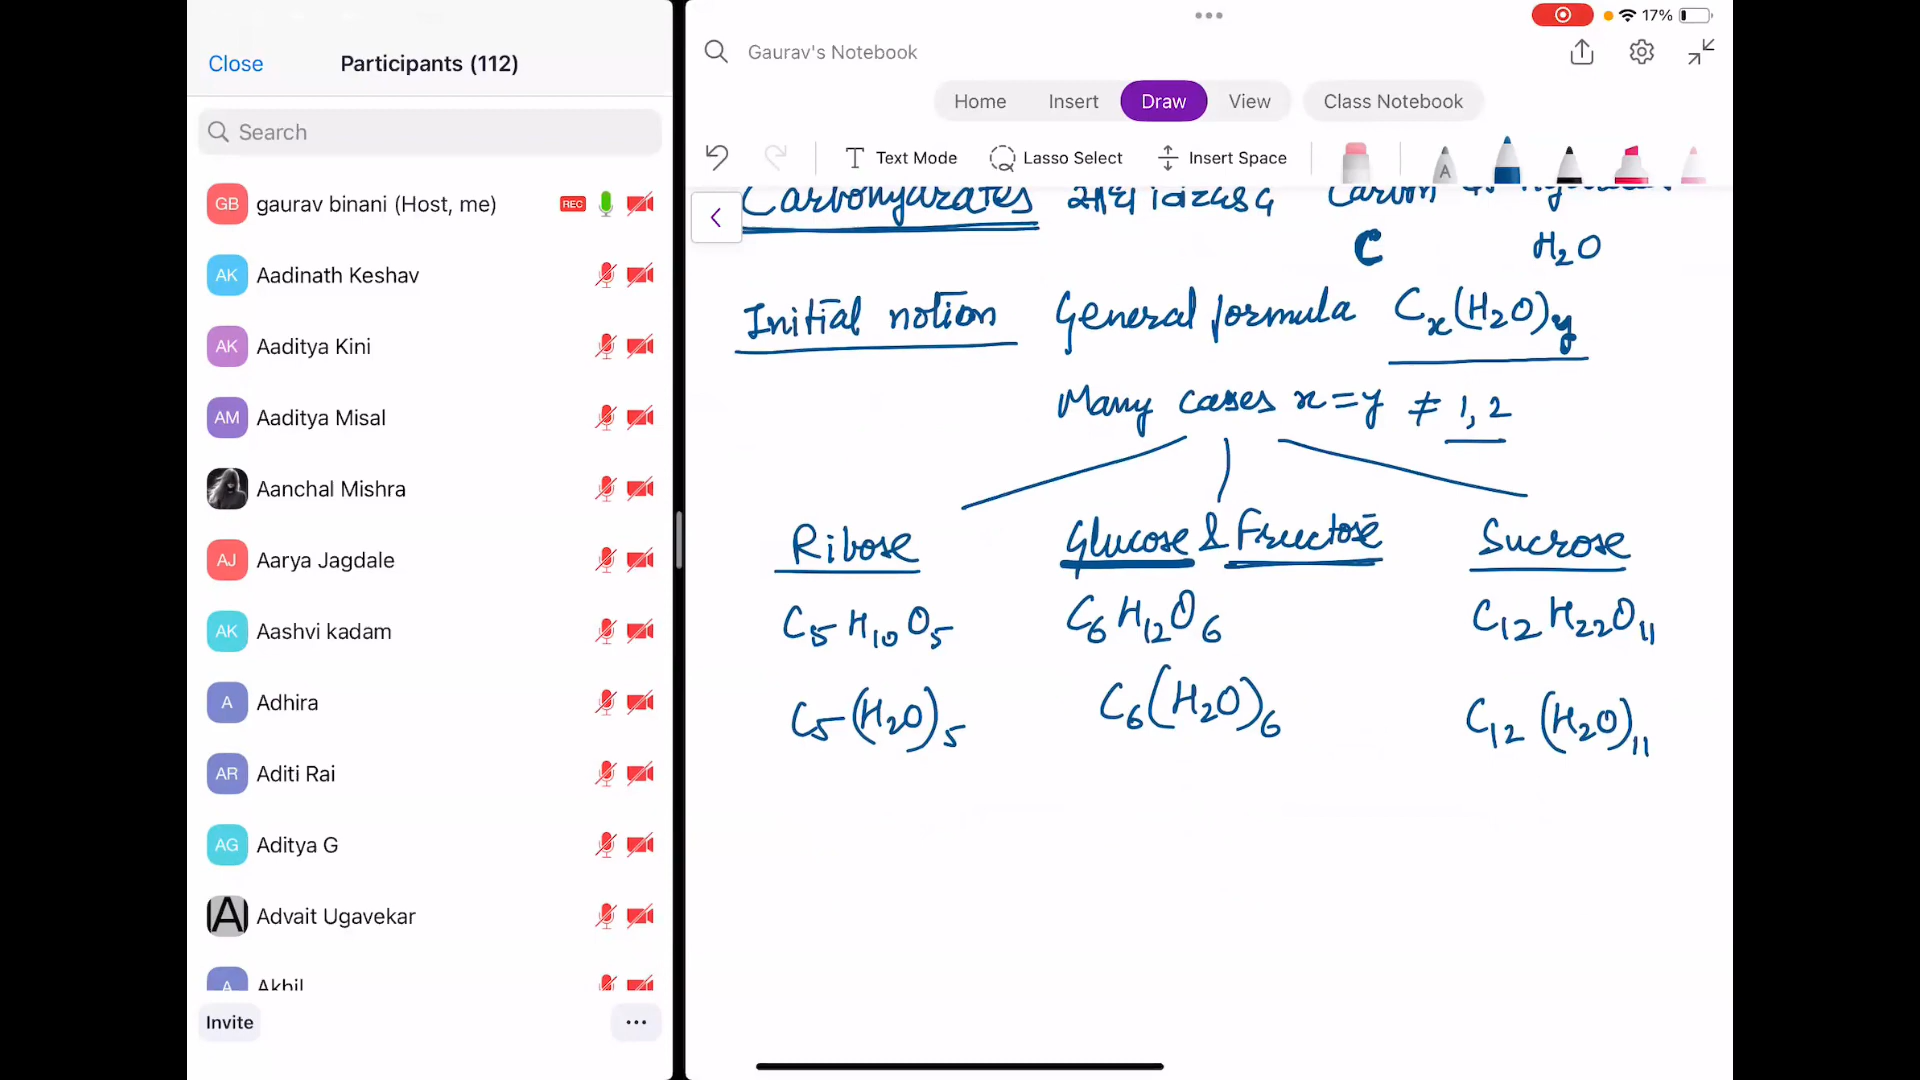 17%
Close
Participants (112)
Search
GB gaurav binani (Host, me) REC
AK Aadinath Keshav
AK Aaditya Kini
AM Aaditya Misal
Aanchal Mishra
AJ Aarya Jagdale
AK Aashvi kadam
A Adhira
AR Aditi Rai
AG Aditya G
A Advait Ugavekar
A Akhil
Invite
Gaurav's Notebook
Home Insert Draw View Class Notebook
Text Mode Lasso Select Insert Space
Carbohydrates Carbon
C H₂O
Initial notion General formula Cₓ(H₂O)y
Many cases x=y ≠ 1, 2
Ribose Glucose & Fructose Sucrose
C₅H₁₀O₅ C₆H₁₂O₆ C₁₂H₂₂O₁₁
C₅(H₂O)₅ C₆(H₂O)₆ C₁₂(H₂O)₁₁